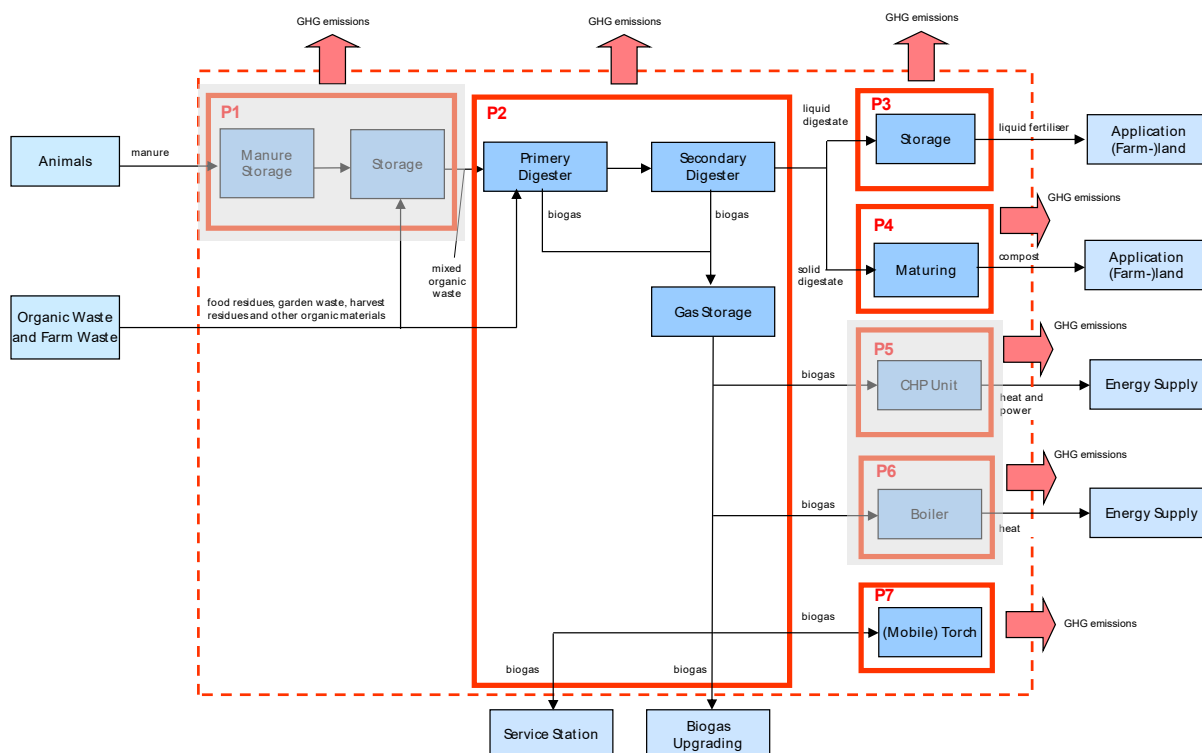 GHG emissions
GHG emissions
GHG emissions
P1
P2
P3
liquid
digestate
liquid fertiliser
Animals
manure
Manure
Storage
Storage
Primery
Digester
Secondary
Digester
Storage
Application
(Farm-)land
GHG emissions
biogas
biogas
P4
mixed
organic
waste
solid
digestate
Maturing
compost
Application
(Farm-)land
Organic Waste
and Farm Waste
food residues, garden waste, harvest
residues and other organic materials
Gas Storage
GHG emissions
P5
biogas
CHP Unit
heat and
power
Energy Supply
GHG emissions
P6
biogas
Boiler
heat
Energy Supply
P7
biogas
(Mobile) Torch
GHG emissions
biogas
biogas
Service Station
Biogas
Upgrading